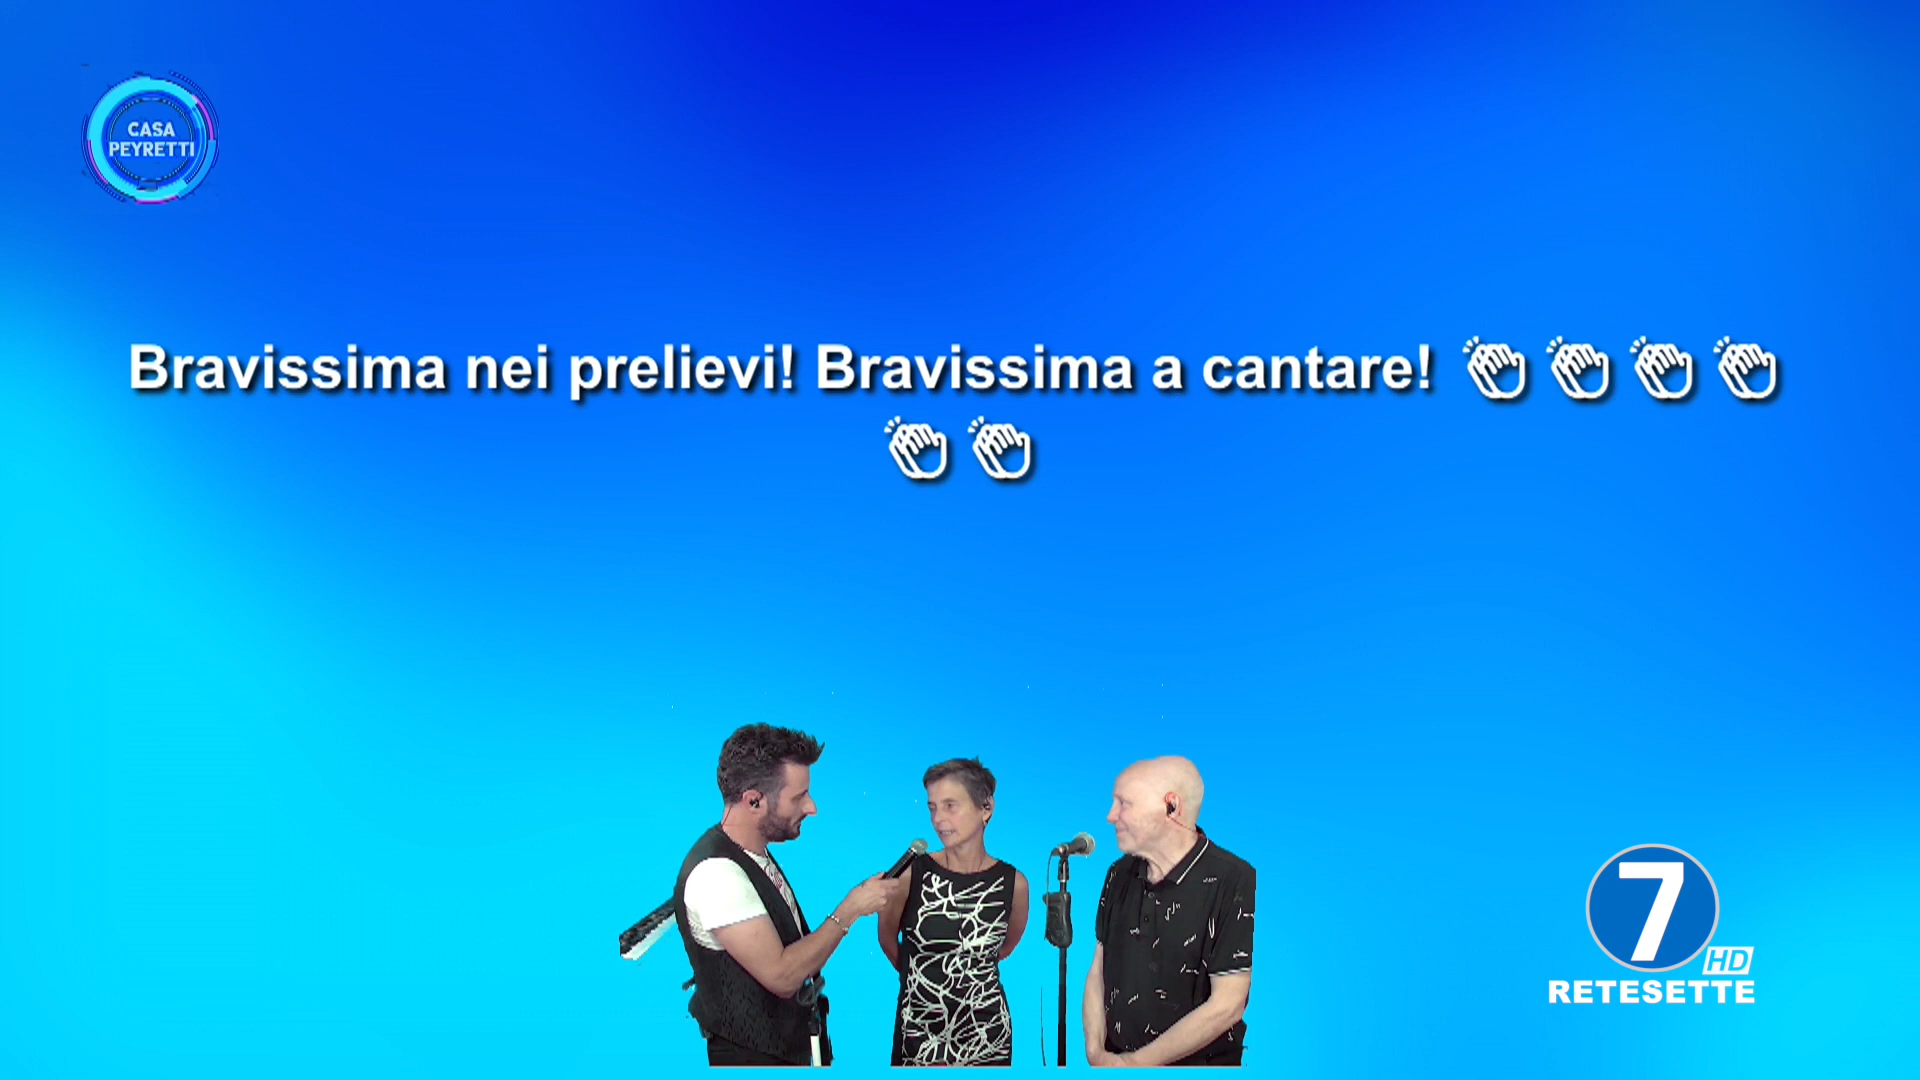 CASA
PEYRETTI
Bravissima nei prelievi! Bravissima a cantare! 👏 👏 👏 👏
👏 👏
7
HD
RETESETTE